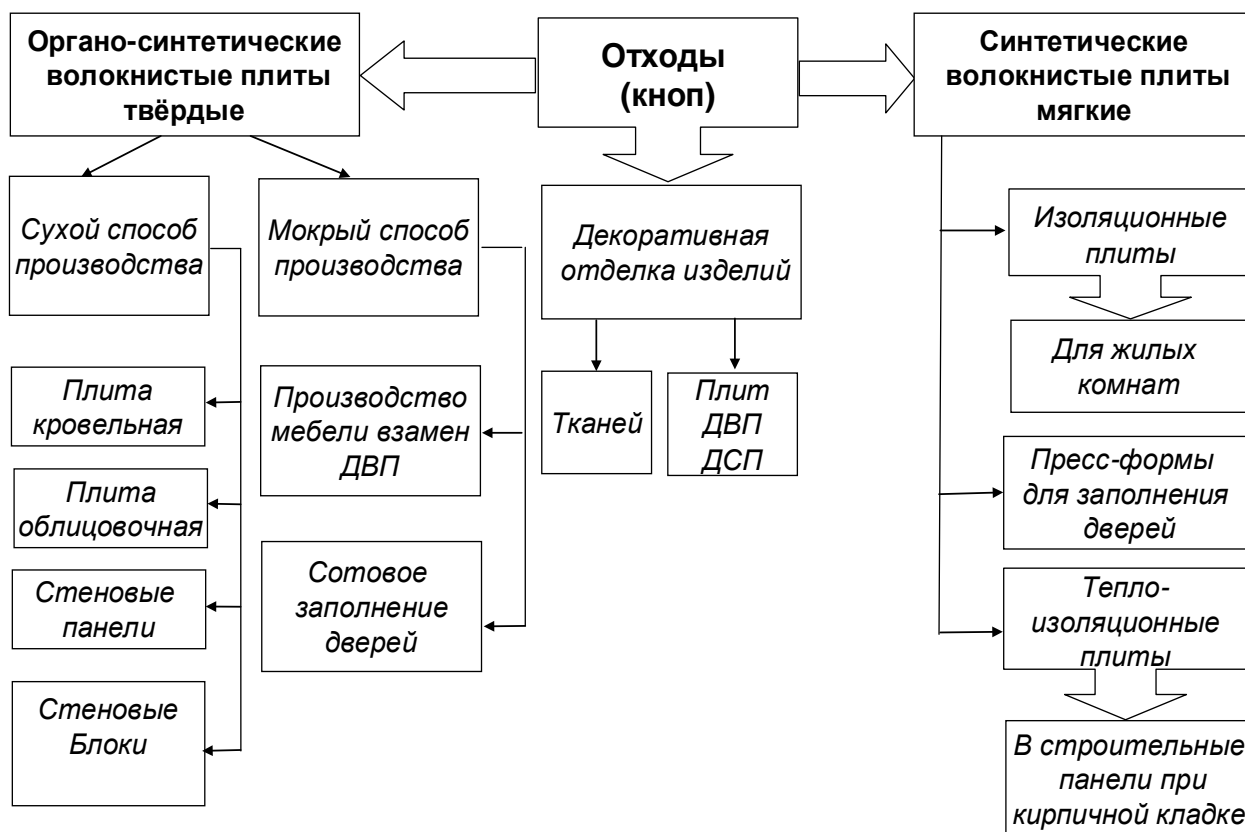 Органо-синтетические
волокнистые плиты
твёрдые
Отходы
(кноп)
Синтетические
волокнистые плиты
мягкие
Сухой способ
производства
Мокрый способ
производства
Декоративная
отделка изделий
Изоляционные
плиты
Для жилых
комнат
Плита
кровельная
Производство
мебели взамен
ДВП
Тканей
Плит
ДВП
ДСП
Пресс-формы
для заполнения
дверей
Плита
облицовочная
Стеновые
панели
Сотовое
заполнение
дверей
Тепло-
изоляционные
плиты
Стеновые
Блоки
В строительные
панели при
кирпичной кладке